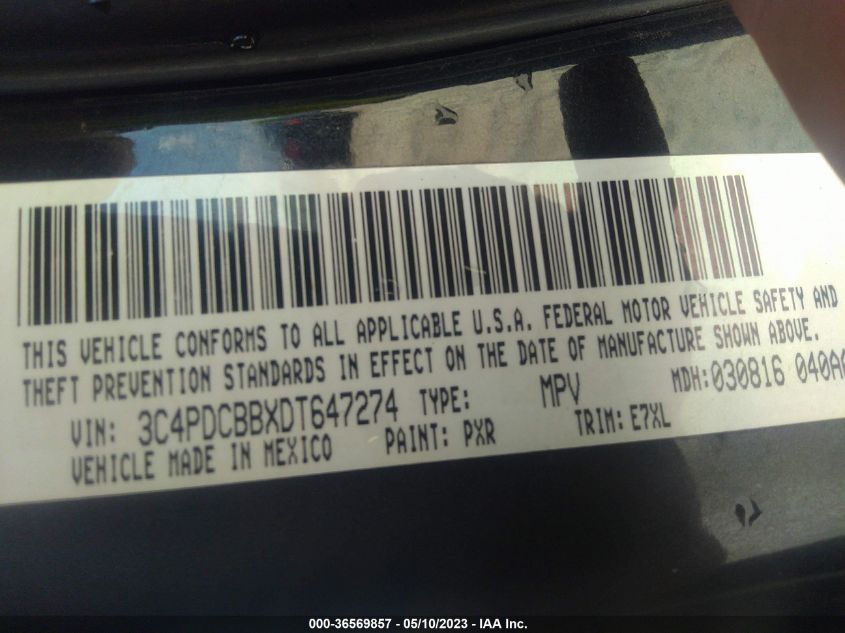 THIS VEHICLE CONFORMS TO ALL APPLICABLE U.S.A. FEDERAL MOTOR VEHICLE SAFETY AND
THEFT PREVENTION STANDARDS IN EFFECT ON THE DATE OF MANUFACTURE SHOWN ABOVE.
VIN: 3C4PDCBBXDT647274 TYPE: MPV MDH:030816 040A
VEHICLE MADE IN MEXICO PAINT: PXR TRIM: E7XL
000-36569857 - 05/10/2023 - IAA Inc.